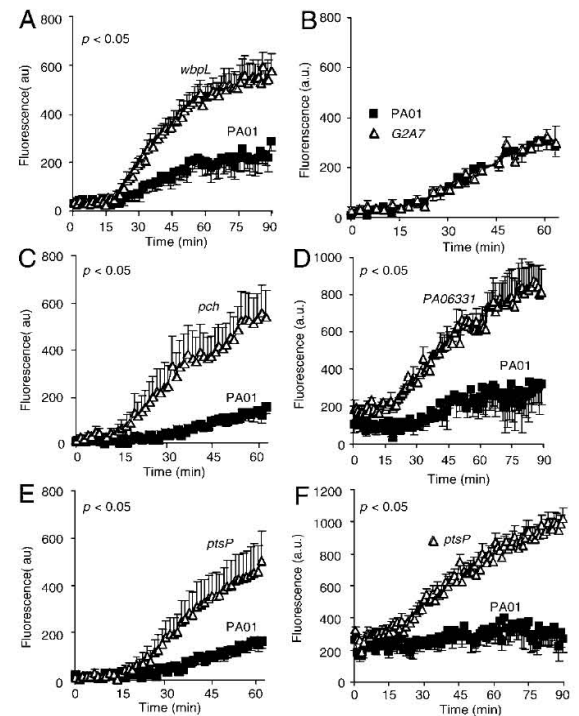 A
800
p < 0.05
600
wbpL
400
PA01
200
0
0 15 30 45 60 75 90
Time (min)
Fluorescence( au)
B
800
600
PA01
G2A7
400
200
0
0 15 30 45 60
Time (min)
Fluorenscence (a.u.)
C
800
p < 0.05
600
pch
400
200
PA01
0
0 15 30 45 60
Time (min)
Fluorescence( au)
D
1000
p < 0.05
800
PA06331
600
400
PA01
200
0
0 15 30 45 60 75 90
Time (min)
Fluorescence (a.u.)
E
800
p < 0.05
600
ptsP
400
PA01
200
0
0 15 30 45 60
Time (min)
Fluorescence( au)
F
1200
p < 0.05
1000
ptsP
800
600
PA01
400
200
0
0 15 30 45 60 75 90
Time (min)
Fluorescence (a.u.)